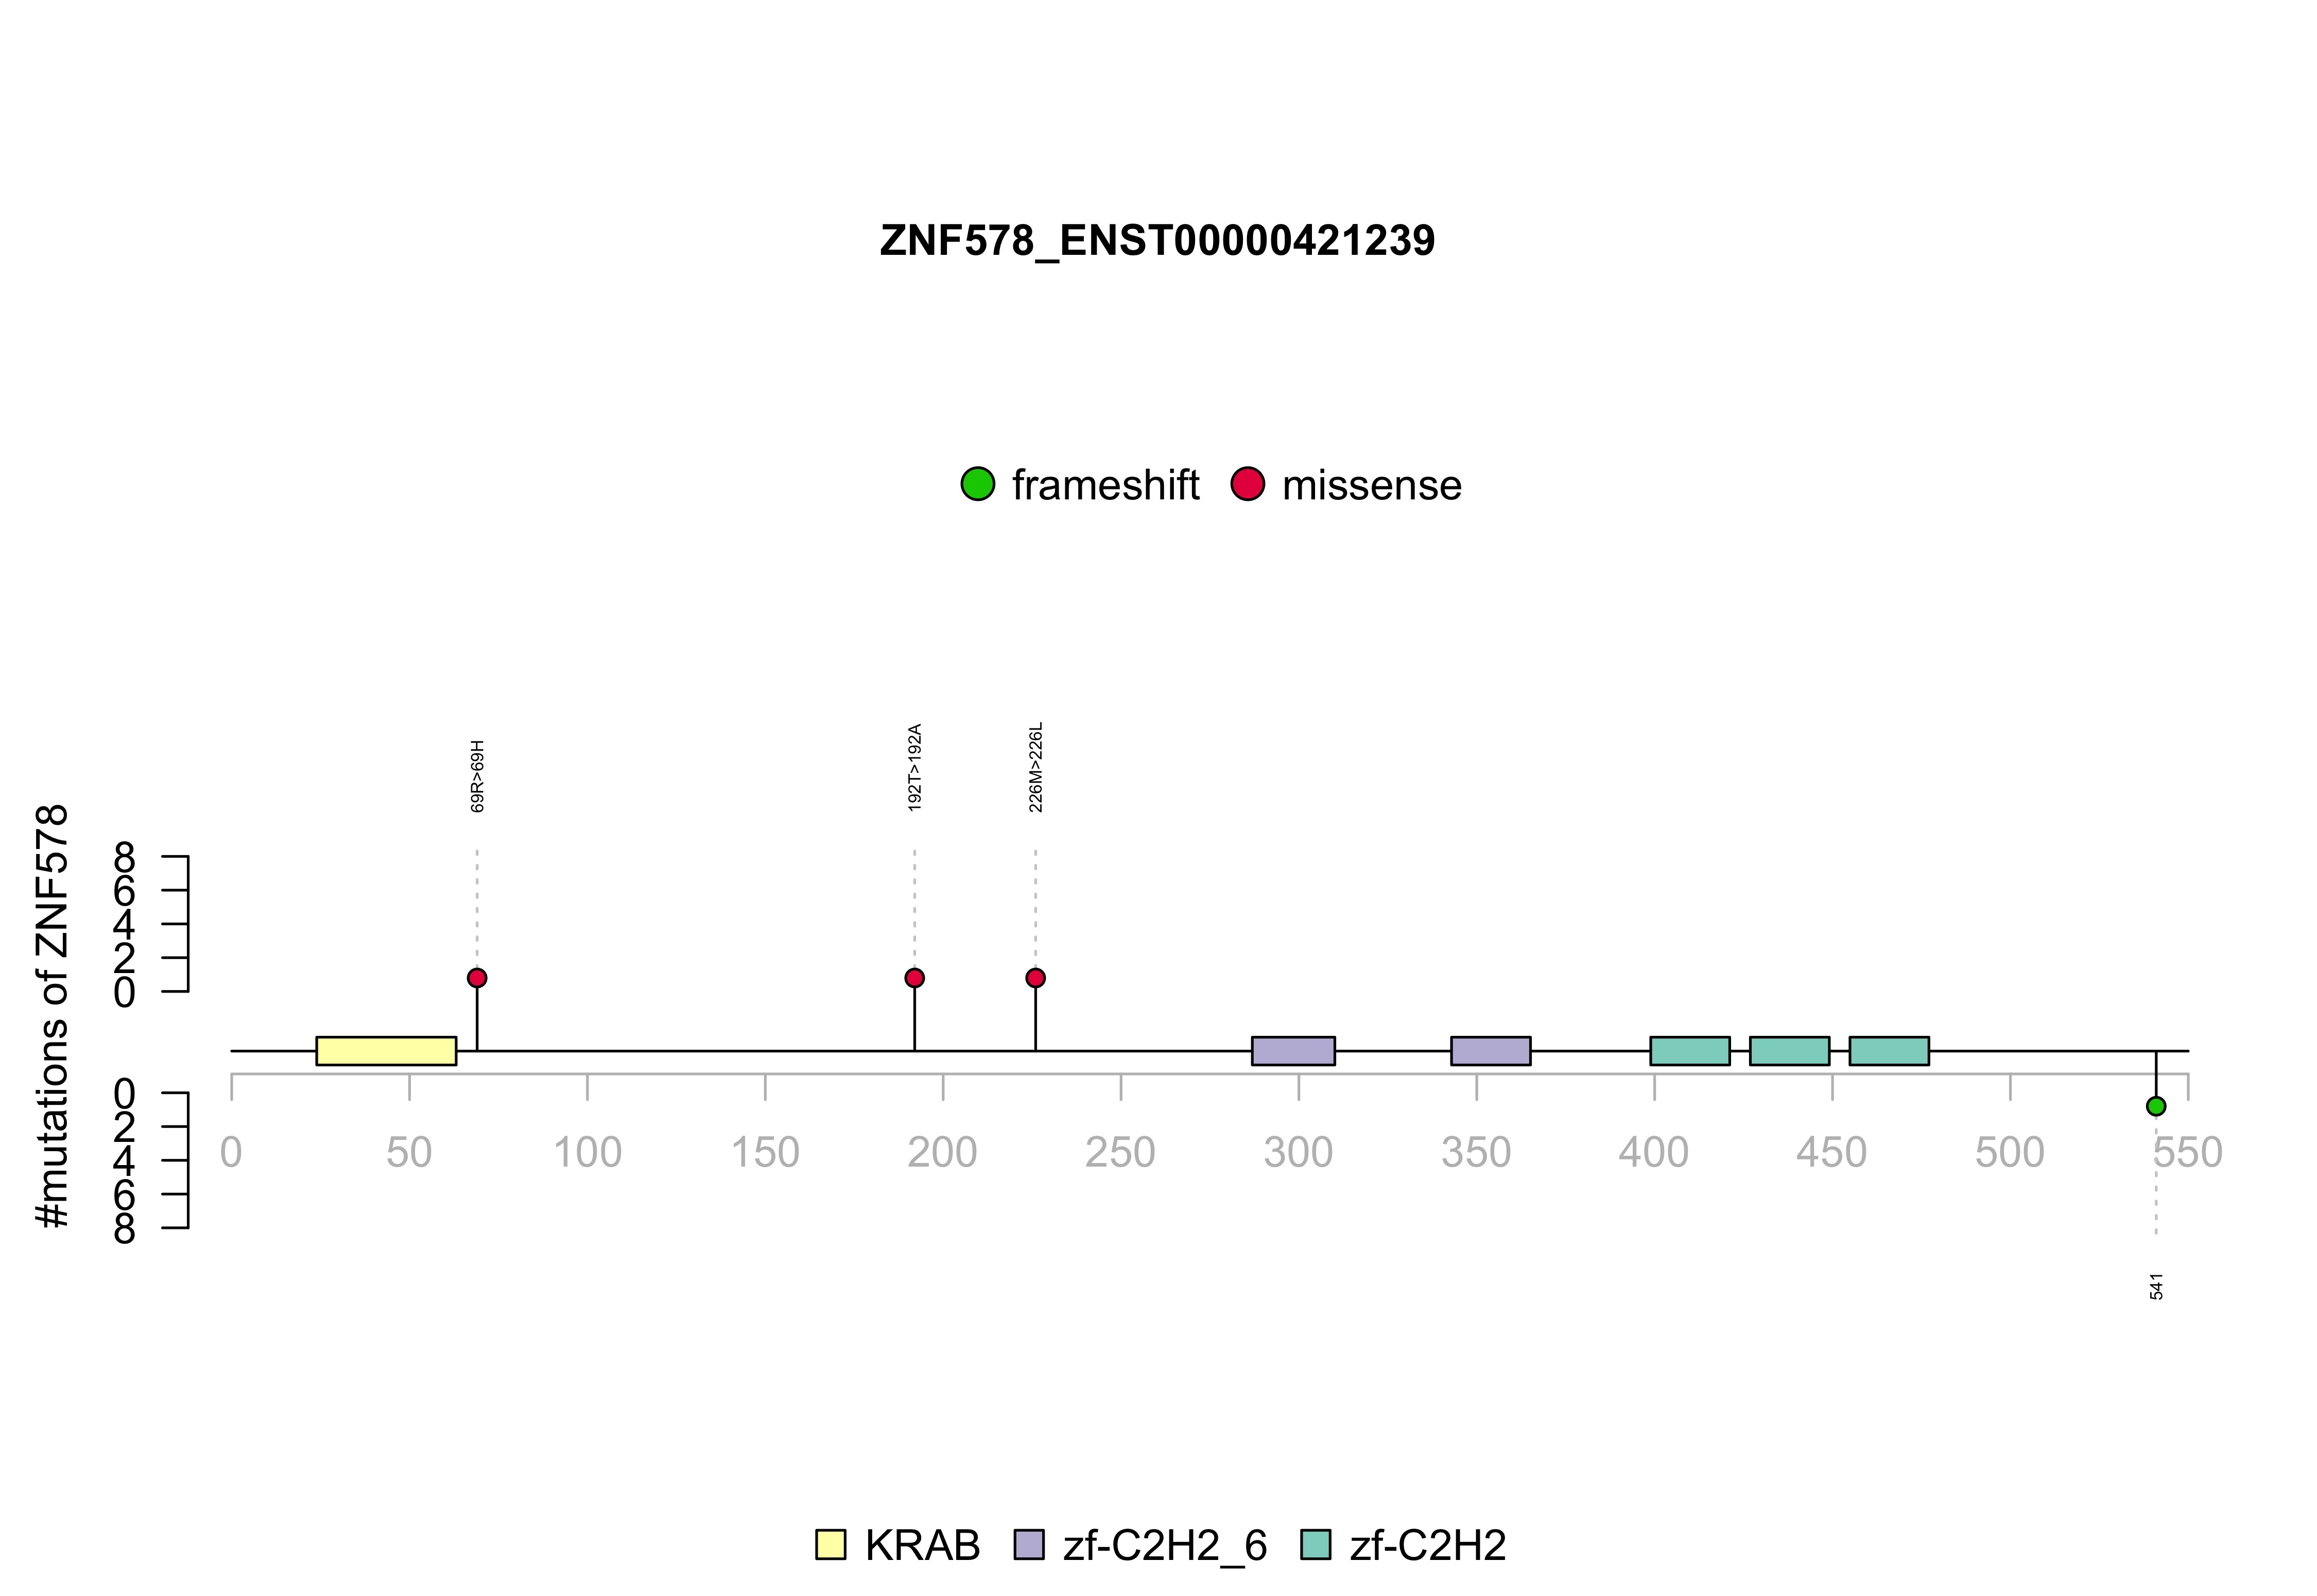 ZNF578_ENST00000421239
frameshift missense
69R>69H
192T>192A
226M>226L
#mutations of ZNF578
8
6
4
2
0
0
2
4
6
8
0 50 100 150 200 250 300 350 400 450 500 550
541
KRAB zf-C2H2_6 zf-C2H2